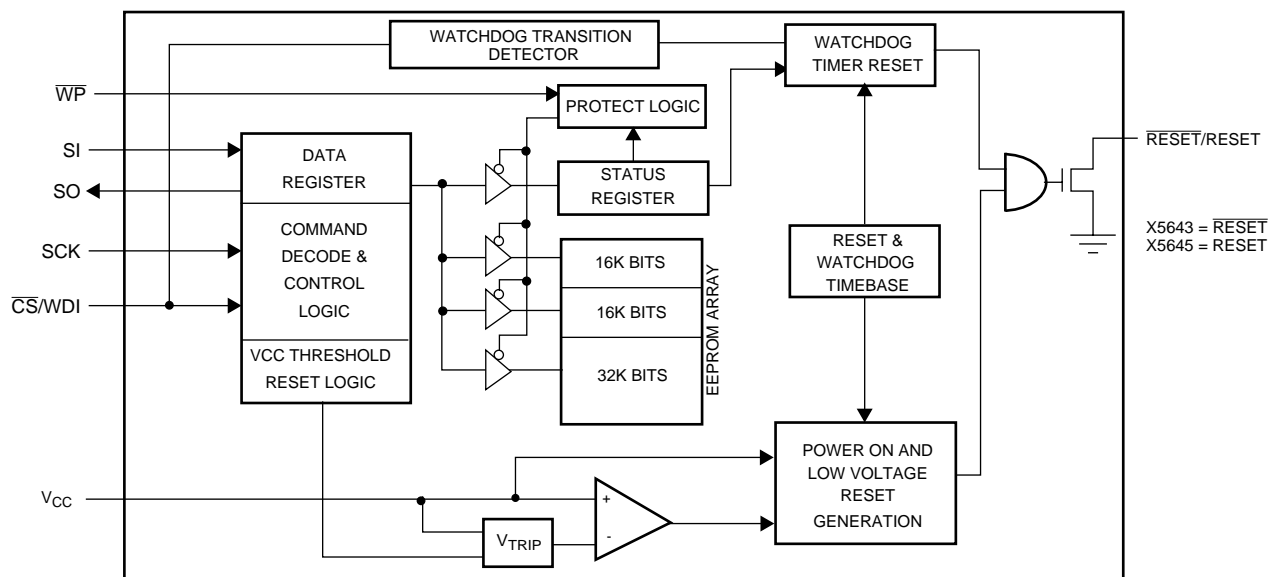 WATCHDOG TRANSITION
DETECTOR
WATCHDOG
TIMER RESET
WP
PROTECT LOGIC
SI
DATA
REGISTER
SO
STATUS
REGISTER
RESET/RESET
COMMAND
DECODE &
CONTROL
LOGIC
SCK
CS/WDI
16K BITS
16K BITS
32K BITS
EEPROM ARRAY
RESET &
WATCHDOG
TIMEBASE
X5643 = RESET
X5645 = RESET
VCC THRESHOLD
RESET LOGIC
POWER ON AND
LOW VOLTAGE
RESET
GENERATION
VCC
+
-
VTRIP